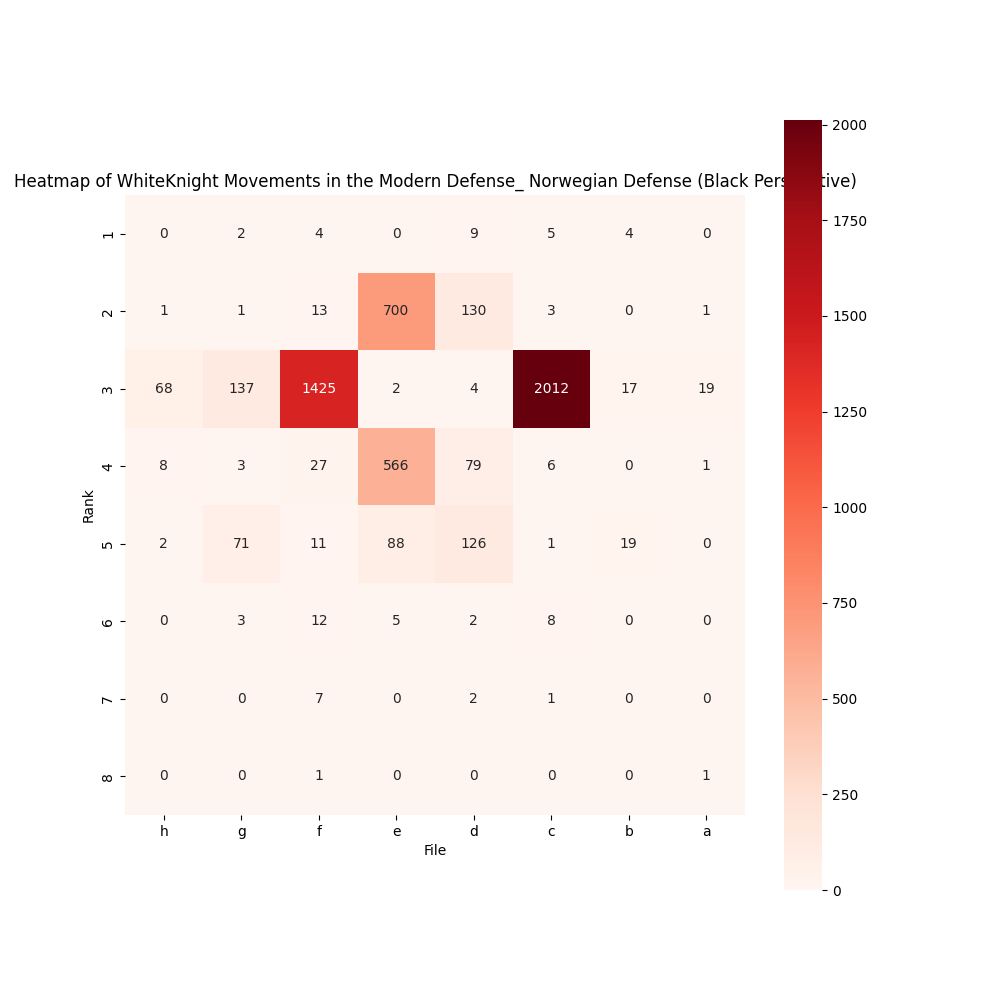 Heatmap of WhiteKnight Movements in the Modern Defense_ Norwegian Defense (Black Perspective)
2000
1750
1500
1250
1000
750
500
250
0
Rank
1 0 2 4 0 9 5 4 0
2 1 1 13 700 130 3 0 1
3 68 137 1425 2 4 2012 17 19
4 8 3 27 566 79 6 0 1
5 2 71 11 88 126 1 19 0
6 0 3 12 5 2 8 0 0
7 0 0 7 0 2 1 0 0
8 0 0 1 0 0 0 0 1
h g f e d c b a
File